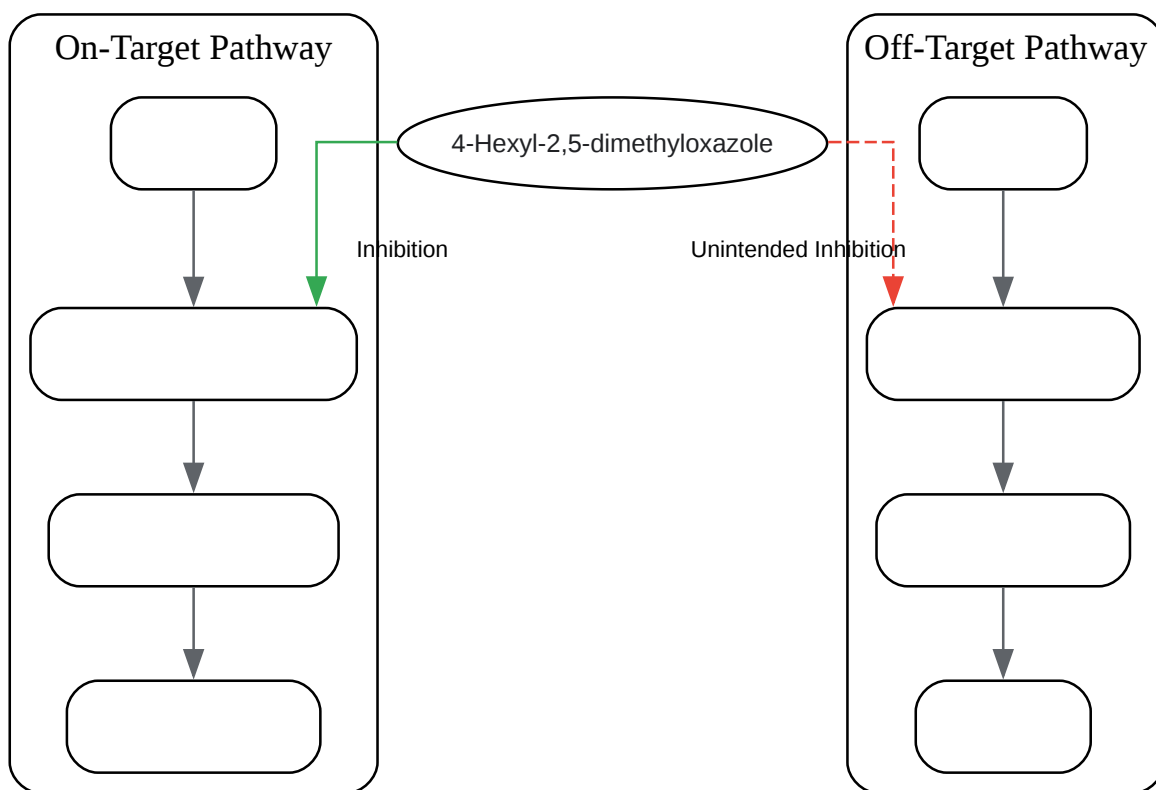 On-Target Pathway
Off-Target Pathway
4-Hexyl-2,5-dimethyloxazole
Inhibition
Unintended Inhibition